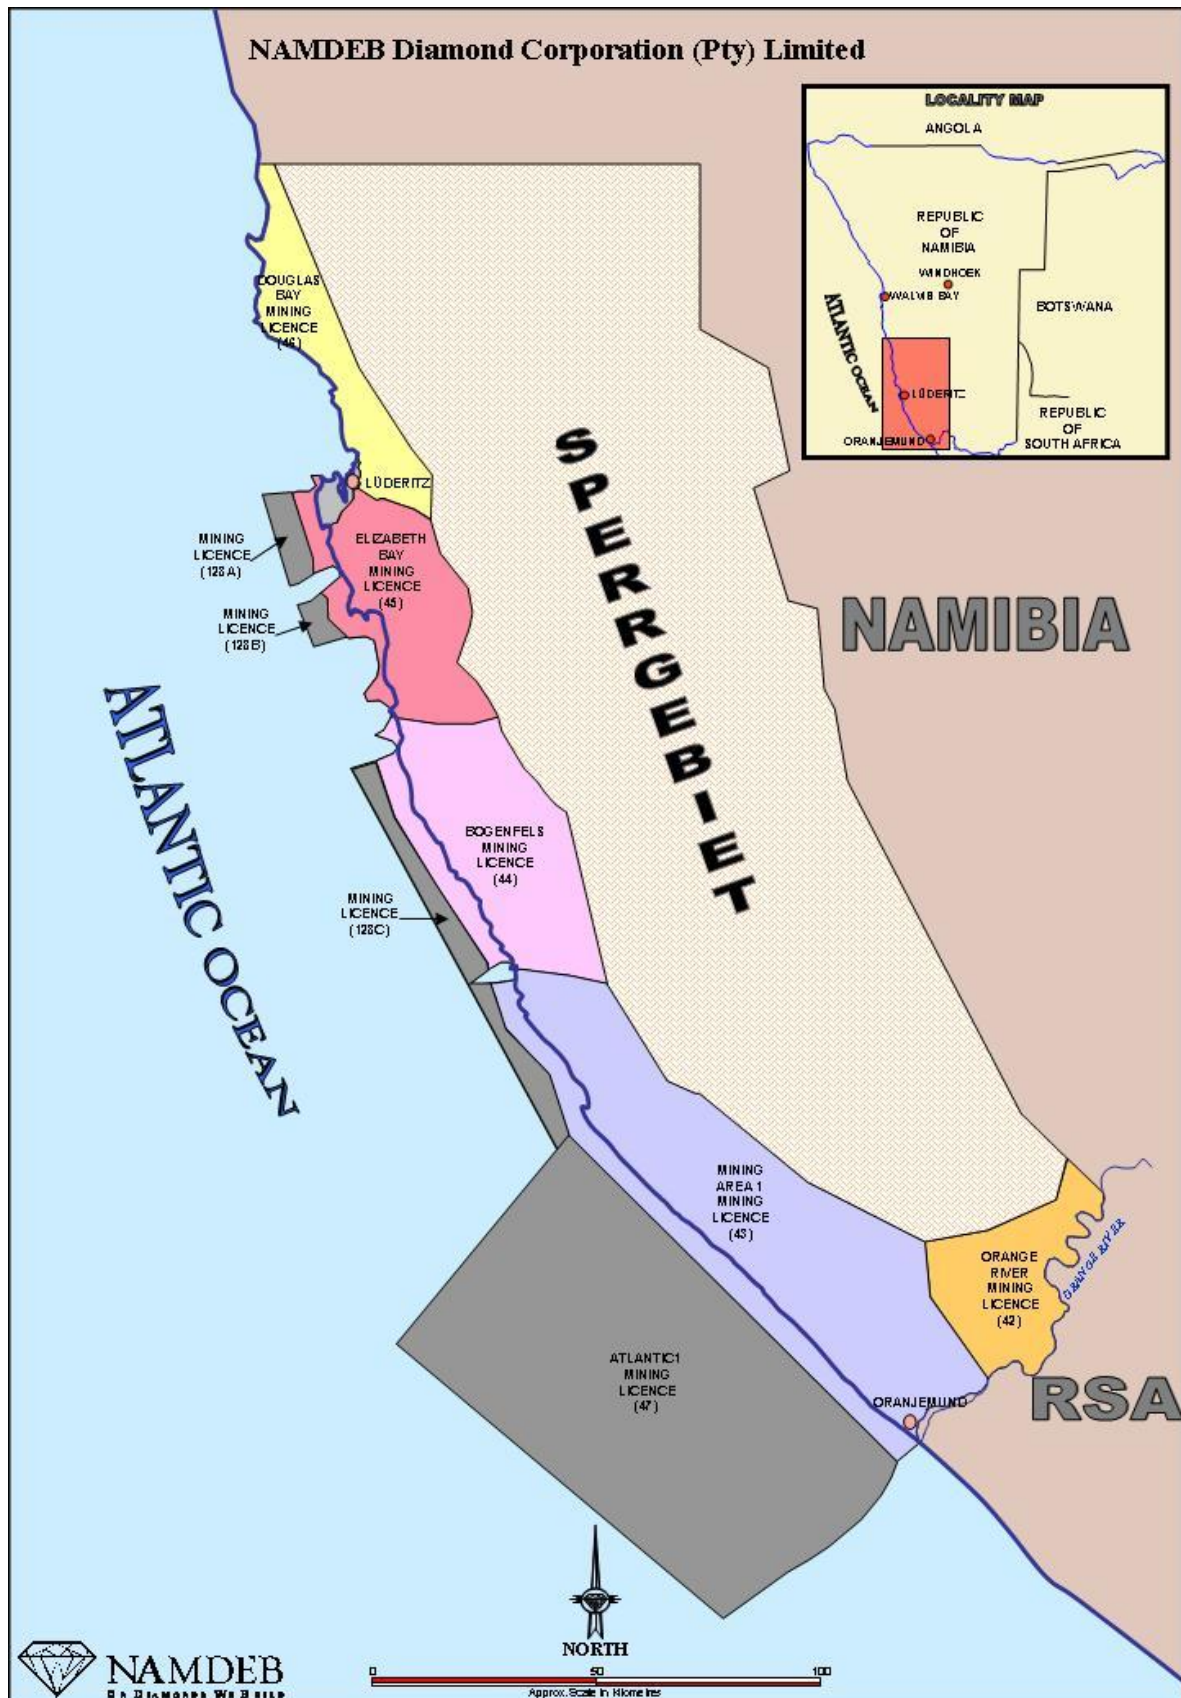 NAMDEB Diamond Corporation (Pty) Limited
LOCALITY MAP
ANGOLA
REPUBLIC
OF
NAMIBIA
WINDHOEK
WALVIS BAY
BOTSWANA
ATLANTIC OCEAN
LÜDERITZ
REPUBLIC
OF
SOUTH AFRICA
ORANJEMUND
DOUGLAS
BAY
MINING
LICENCE
(46)
SPERRGEBIET
LÜDERITZ
MINING
LICENCE
(128A)
ELIZABETH
BAY
MINING
LICENCE
(45)
MINING
LICENCE
(128B)
NAMIBIA
ATLANTIC OCEAN
BOGENFELS
MINING
LICENCE
(44)
MINING
LICENCE
(128C)
MINING
AREA 1
MINING
LICENCE
(43)
ORANGE RIVER
ORANGE
RIVER
MINING
LICENCE
(42)
ATLANTIC1
MINING
LICENCE
(47)
ORANJEMUND
RSA
NORTH
NAMDEB
0 50 100
Approx. Scale in Kilometres